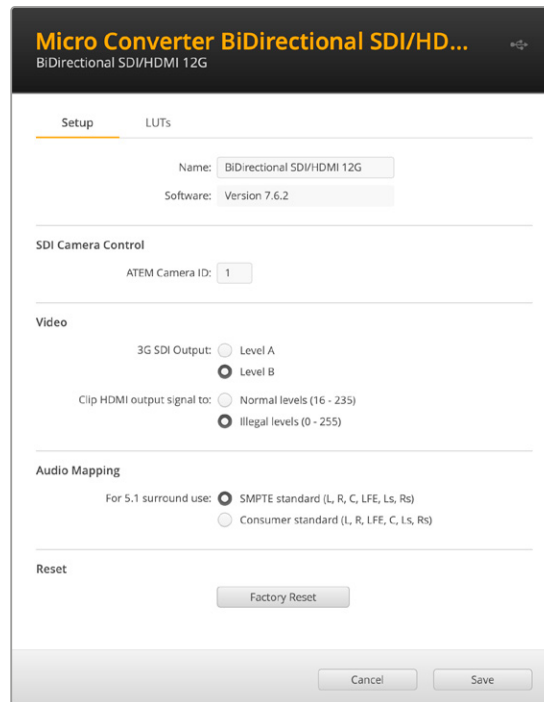 Micro Converter BiDirectional SDI/HD...
BiDirectional SDI/HDMI 12G
Setup LUTs
Name: BiDirectional SDI/HDMI 12G
Software: Version 7.6.2
SDI Camera Control
ATEM Camera ID: 1
Video
3G SDI Output: Level A
Level B
Clip HDMI output signal to: Normal levels (16 - 235)
Illegal levels (0 - 255)
Audio Mapping
For 5.1 surround use: SMPTE standard (L, R, C, LFE, Ls, Rs)
Consumer standard (L, R, LFE, C, Ls, Rs)
Reset
Factory Reset
Cancel Save